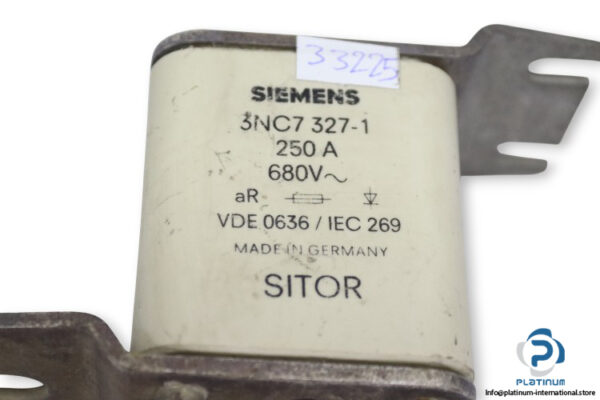 33225
SIEMENS
3NC7 327-1
250 A
680V~
aR
VDE 0636 / IEC 269
MADE IN GERMANY
SITOR
PLATINUM
Info@platinum-international.store